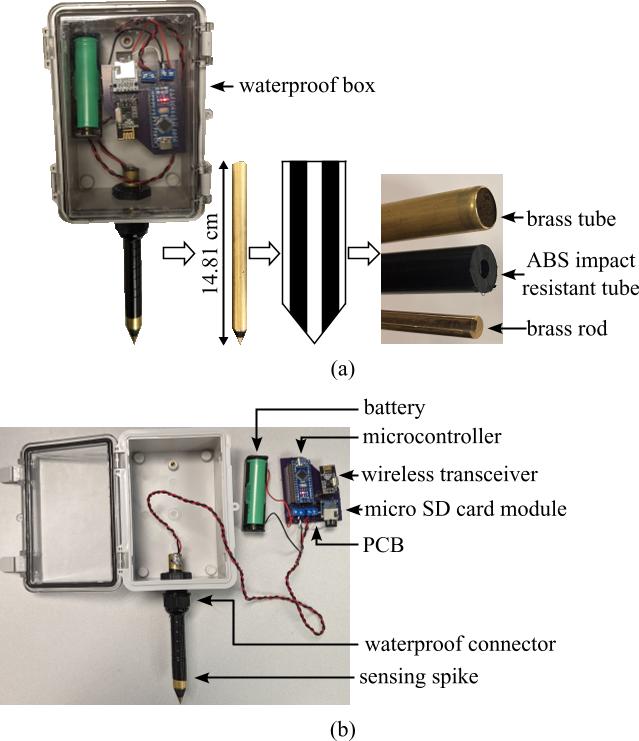 waterproof box
14.81 cm
brass tube
ABS impact
resistant tube
brass rod
(a)
battery
microcontroller
wireless transceiver
micro SD card module
PCB
waterproof connector
sensing spike
(b)